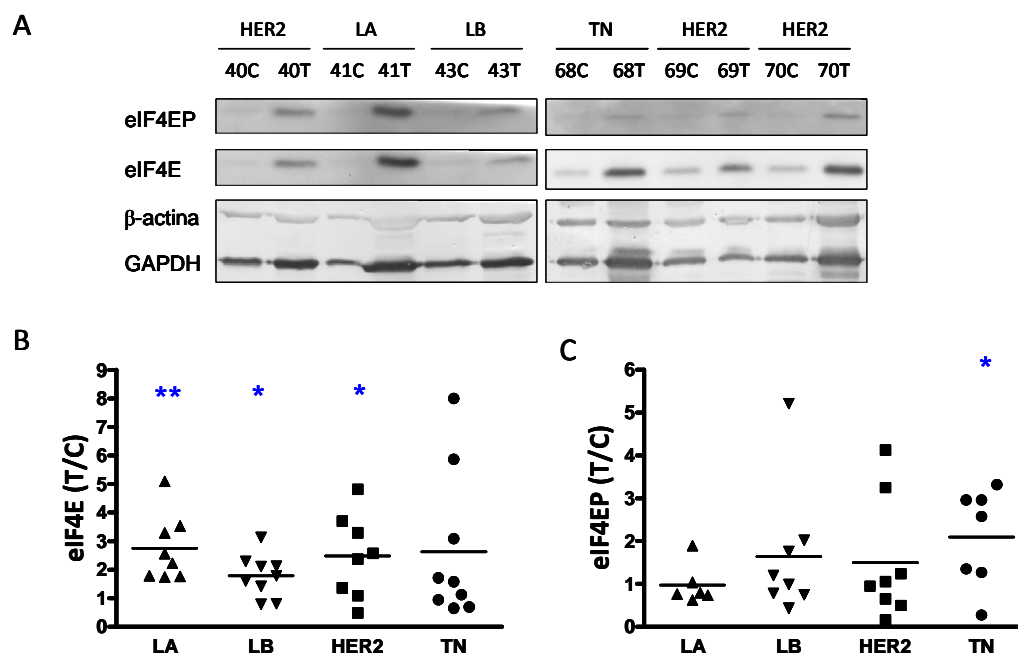 A
HER2 LA LB TN HER2 HER2
40C 40T 41C 41T 43C 43T 68C 68T 69C 69T 70C 70T
eIF4EP
eIF4E
β-actina
GAPDH
B
eIF4E (T/C)
9
8
7
6
5
4
3
2
1
0
** * *
LA LB HER2 TN
C
eIF4EP (T/C)
6
5
4
3
2
1
0
*
LA LB HER2 TN